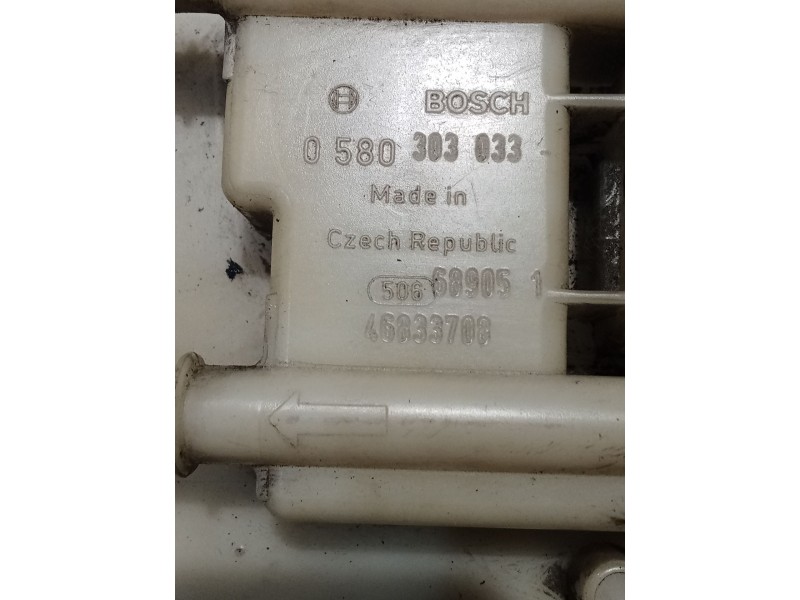 BOSCH
0 580 303 033 -
Made in
Czech Republic
506 68905 1
46833708